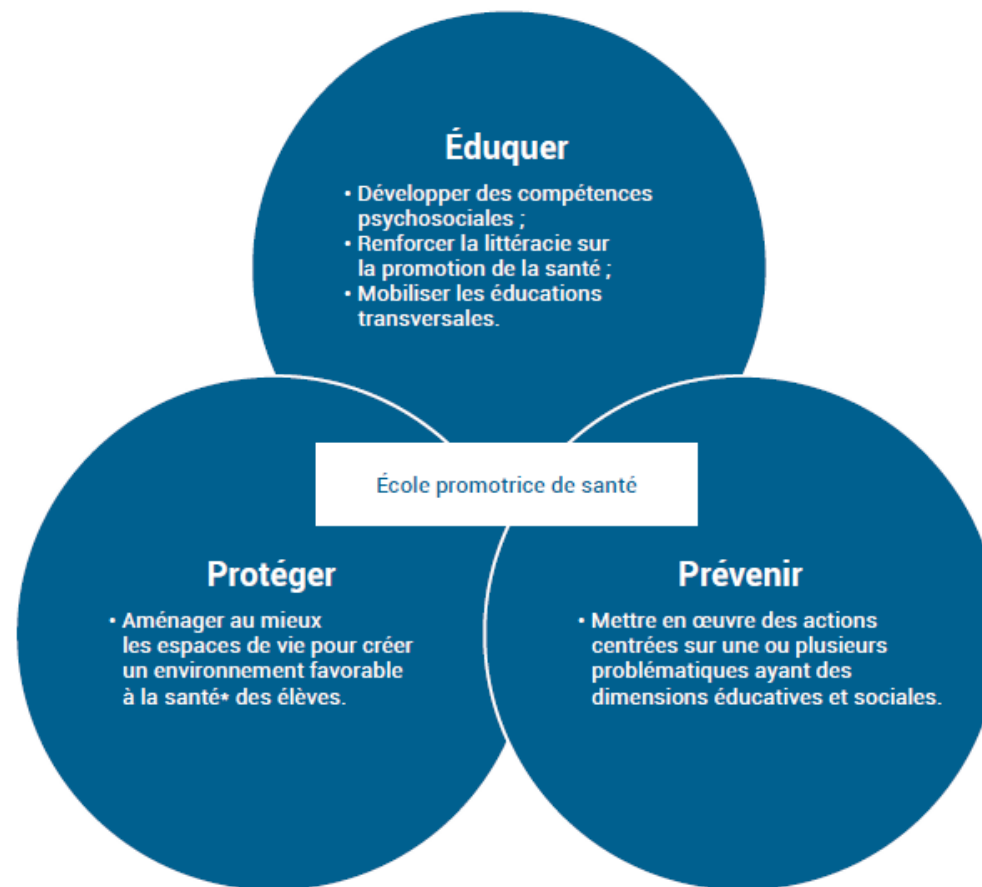 Éduquer
• Développer des compétences
psychosociales ;
• Renforcer la littéracie sur
la promotion de la santé ;
• Mobiliser les éducations
transversales.
École promotrice de santé
Protéger
• Aménager au mieux
les espaces de vie pour créer
un environnement favorable
à la santé* des élèves.
Prévenir
• Mettre en œuvre des actions
centrées sur une ou plusieurs
problématiques ayant des
dimensions éducatives et sociales.